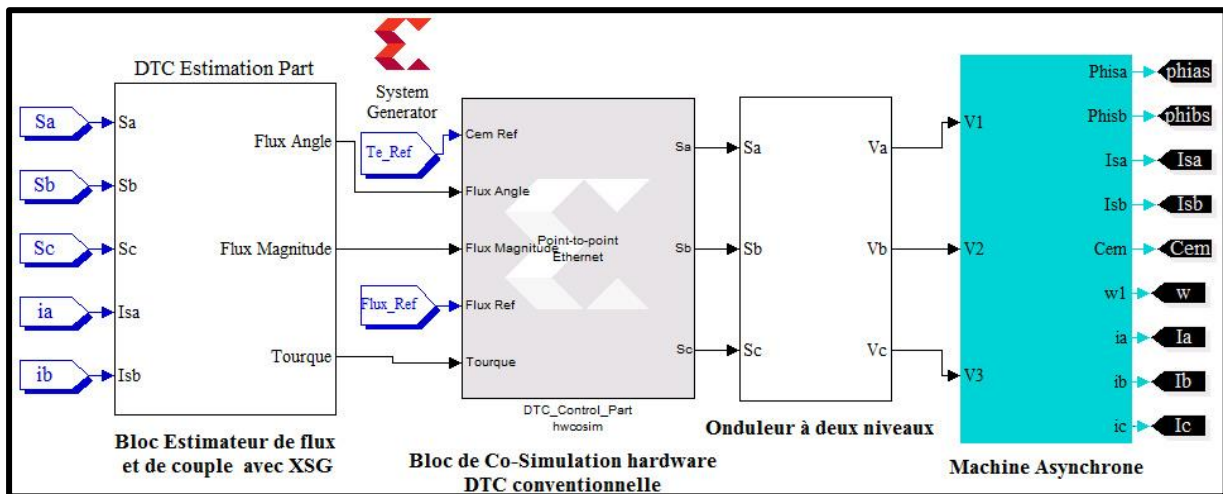 DTC Estimation Part
Sa
Sb
Sc
ia
ib
Sa
Sb
Sc
Isa
Isb
Flux Angle
Flux Magnitude
Tourque
Bloc Estimateur de flux
et de couple avec XSG
System
Generator
Te_Ref
Flux_Ref
Cem Ref
Flux Angle
Flux Magnitude
Flux Ref
Tourque
Point-to-point
Ethernet
Sa
Sb
Sc
DTC_Control_Part
hwcosim
Bloc de Co-Simulation hardware
DTC conventionnelle
Sa
Sb
Sc
Va
Vb
Vc
Onduleur à deux niveaux
V1
V2
V3
Phisa
Phisb
Isa
Isb
Cem
w1
ia
ib
ic
phias
phibs
Isa
Isb
Cem
w
Ia
Ib
Ic
Machine Asynchrone